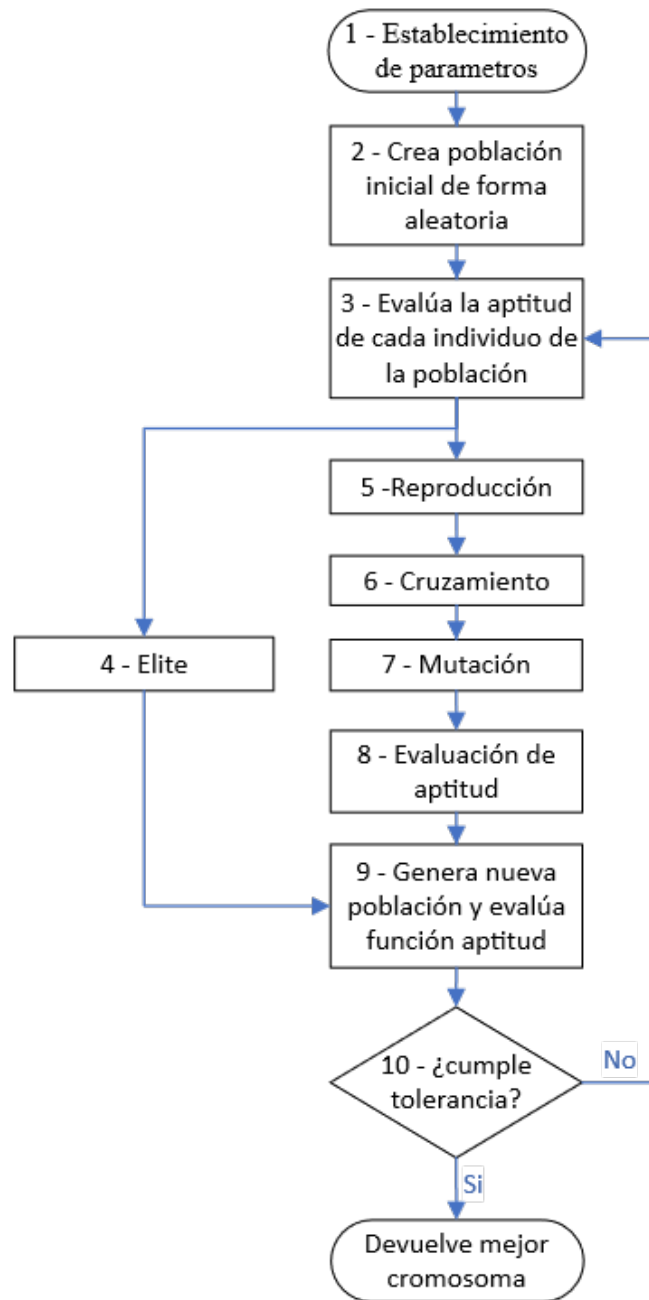 1 - Establecimiento
de parametros
2 - Crea población
inicial de forma
aleatoria
3 - Evalúa la aptitud
de cada individuo de
la población
5 -Reproducción
6 - Cruzamiento
4 - Elite
7 - Mutación
8 - Evaluación de
aptitud
9 - Genera nueva
población y evalúa
función aptitud
10 - ¿cumple
tolerancia?
No
Si
Devuelve mejor
cromosoma